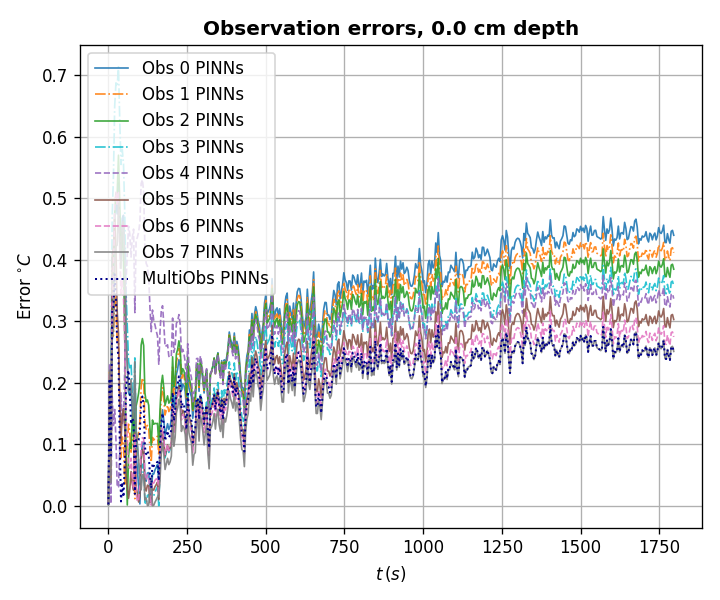 Observation errors, 0.0 cm depth
0.7
0.6
0.5
0.4
0.3
0.2
0.1
0.0
Error °C
Obs 0 PINNs
Obs 1 PINNs
Obs 2 PINNs
Obs 3 PINNs
Obs 4 PINNs
Obs 5 PINNs
Obs 6 PINNs
Obs 7 PINNs
MultiObs PINNs
0 250 500 750 1000 1250 1500 1750
t (s)